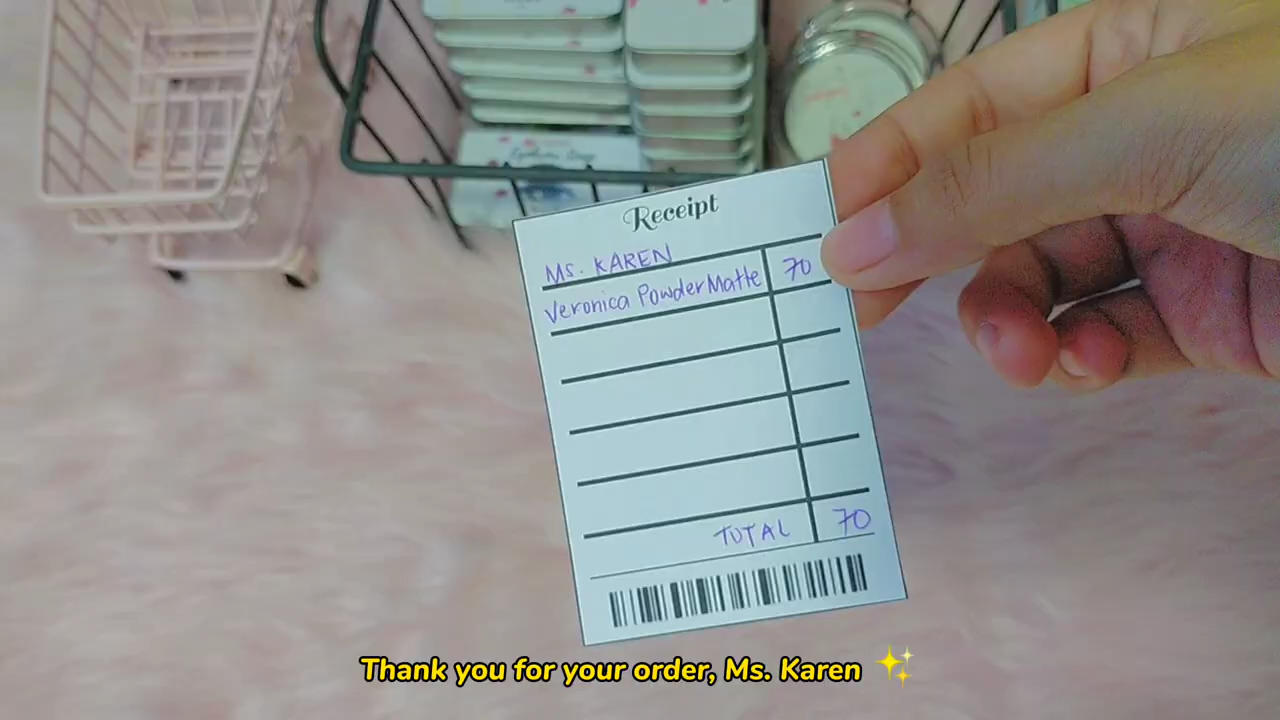 Receipt
MS. KAREN
Veronica Powder Matte 70
TOTAL 70
Thank you for your order, Ms. Karen ✨